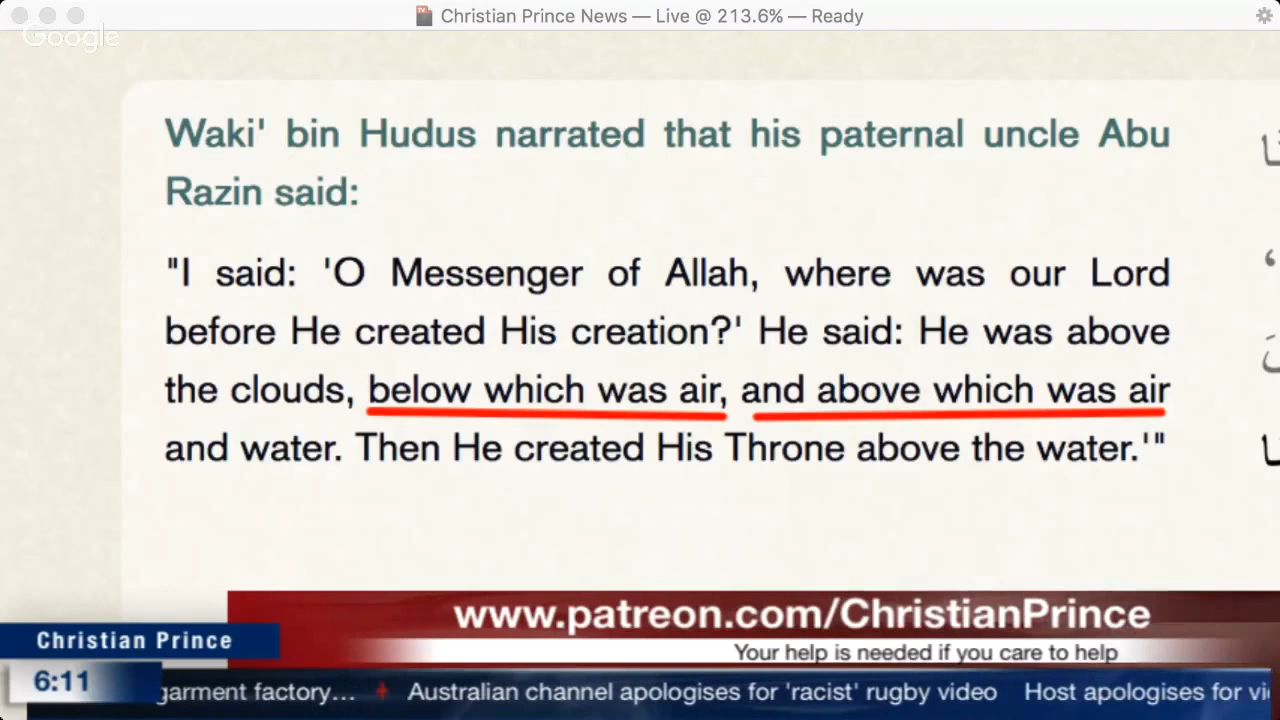 Christian Prince News — Live @ 213.6% — Ready
Google
Waki' bin Hudus narrated that his paternal uncle Abu
Razin said:
"I said: 'O Messenger of Allah, where was our Lord
before He created His creation?' He said: He was above
the clouds, below which was air, and above which was air
and water. Then He created His Throne above the water.'"
www.patreon.com/ChristianPrince
Your help is needed if you care to help
Christian Prince
6:11
garment factory... Australian channel apologises for 'racist' rugby video Host apologises for